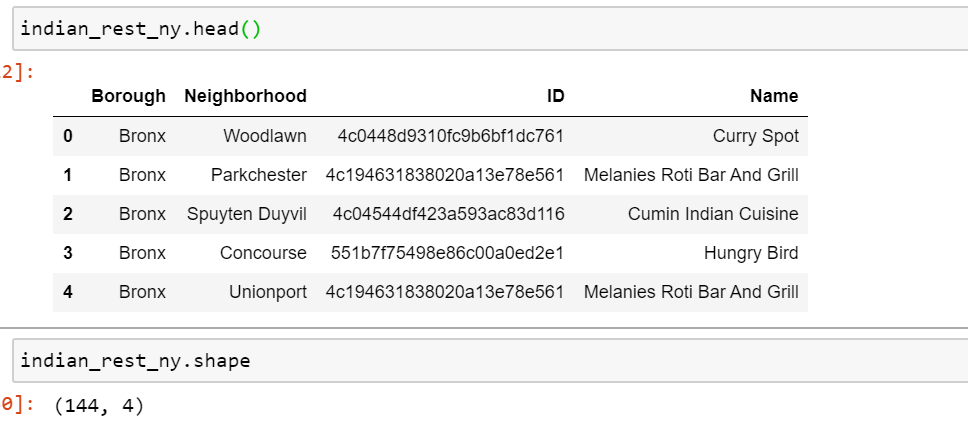 indian_rest_ny.head()
2]:
Borough Neighborhood ID Name
0 Bronx Woodlawn 4c0448d9310fc9b6bf1dc761 Curry Spot
1 Bronx Parkchester 4c194631838020a13e78e561 Melanies Roti Bar And Grill
2 Bronx Spuyten Duyvil 4c04544df423a593ac83d116 Cumin Indian Cuisine
3 Bronx Concourse 551b7f75498e86c00a0ed2e1 Hungry Bird
4 Bronx Unionport 4c194631838020a13e78e561 Melanies Roti Bar And Grill
indian_rest_ny.shape
0]: (144, 4)